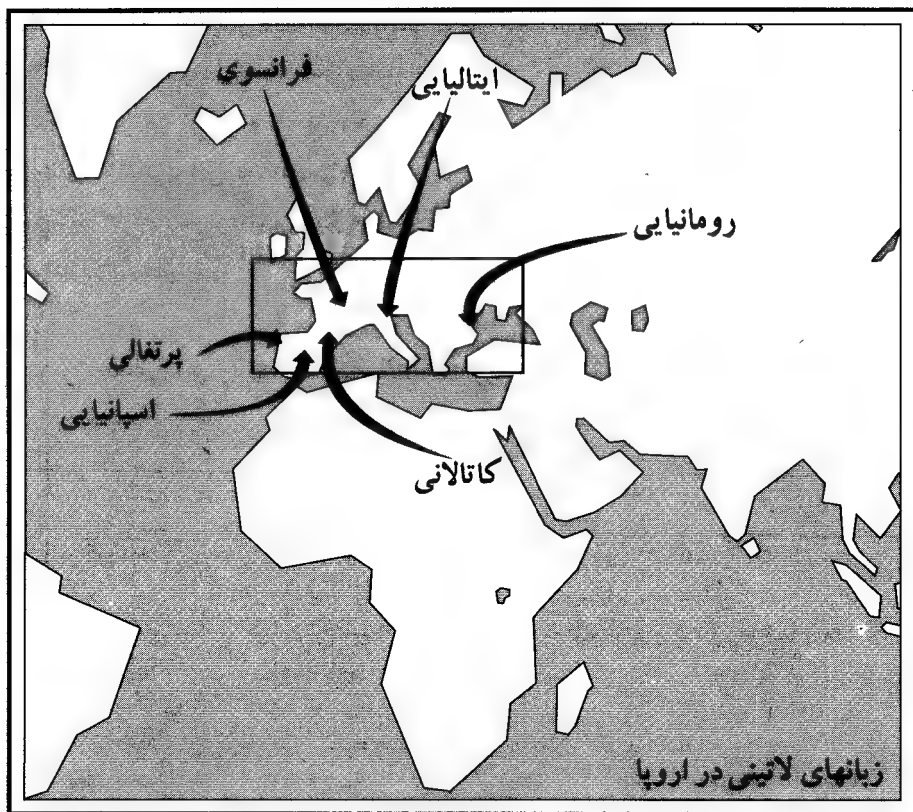 فرانسوی
ایتالیایی
رومانیایی
پرتغالی
اسپانیایی
کاتالانی
زبانهای لاتینی در اروپا